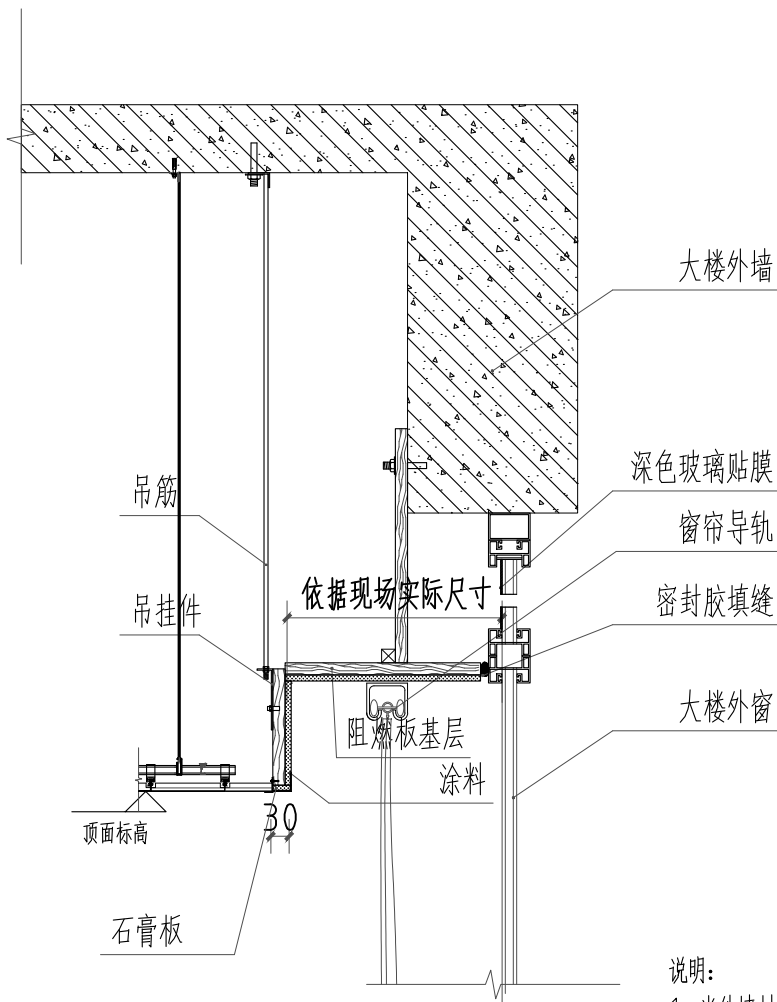 大楼外墙
深色玻璃贴膜
吊筋
窗帘导轨
依据现场实际尺寸
吊挂件
密封胶填缝
大楼外窗
阻燃板基层
涂料
30
顶面标高
石膏板
说明: